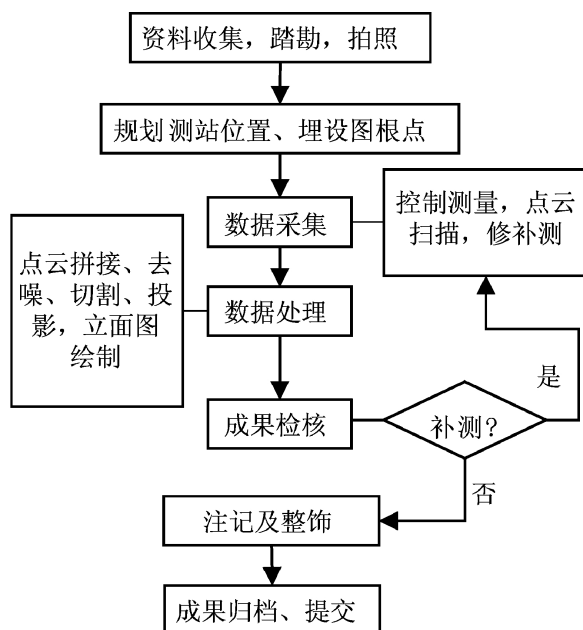 资料收集，踏勘，拍照
规划测站位置、埋设图根点
数据采集
控制测量，点云
扫描，修补测
点云拼接、去
噪、切割、投
影，立面图
绘制
数据处理
是
成果检核
补测?
否
注记及整饰
成果归档、提交